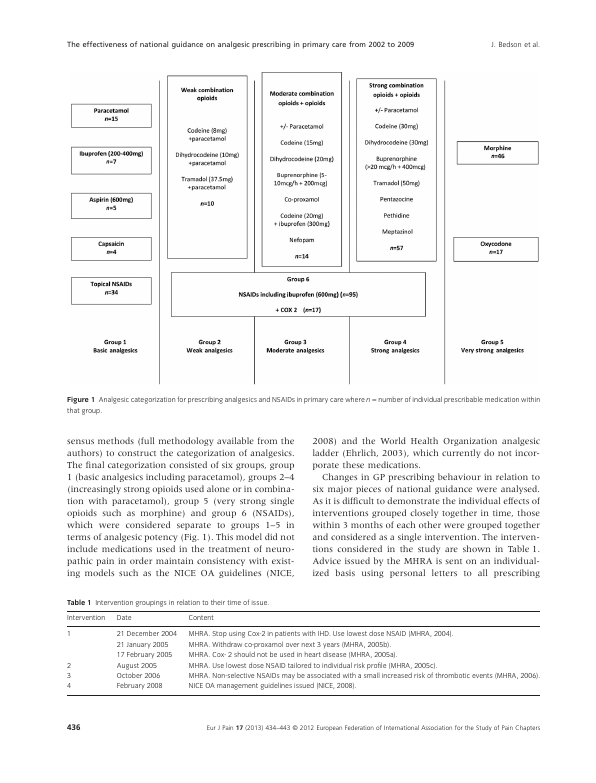 The effectiveness of national guidance on analgesic prescribing in primary care from 2002 to 2009
J. Bedson et al.
Paracetamol
n=15
Ibuprofen (200-400mg)
n=7
Aspirin (600mg)
n=5
Capsaicin
n=4
Topical NSAIDs
n=34
Weak combination
opioids
Codeine (8mg)
+paracetamol
Dihydrocodeine (10mg)
+paracetamol
Tramadol (37.5mg)
+paracetamol
n=10
Moderate combination
opioids + opioids
+/- Paracetamol
Codeine (15mg)
Dihydrocodeine (20mg)
Buprenorphine (5-
10mcg/h + 200mcg)
Co-proxamol
Codeine (20mg)
+ ibuprofen (300mg)
Nefopam
n=14
Strong combination
opioids + opioids
+/- Paracetamol
Codeine (30mg)
Dihydrocodeine (30mg)
Buprenorphine
(>20 mcg/h + 400mcg)
Tramadol (50mg)
Pentazocine
Pethidine
Meptazinol
n=57
Morphine
n=46
Oxycodone
n=17
Group 6
NSAIDs including ibuprofen (600mg) (n=95)
+ COX 2 (n=17)
Group 1
Basic analgesics
Group 2
Weak analgesics
Group 3
Moderate analgesics
Group 4
Strong analgesics
Group 5
Very strong analgesics
Figure 1 Analgesic categorization for prescribing analgesics and NSAIDs in primary care where n = number of individual prescribable medication within
that group.
sensus methods (full methodology available from the
authors) to construct the categorization of analgesics.
The final categorization consisted of six groups, group
1 (basic analgesics including paracetamol), groups 2–4
(increasingly strong opioids used alone or in combina-
tion with paracetamol), group 5 (very strong single
opioids such as morphine) and group 6 (NSAIDs),
which were considered separate to groups 1–5 in
terms of analgesic potency (Fig. 1). This model did not
include medications used in the treatment of neuro-
pathic pain in order maintain consistency with exist-
ing models such as the NICE OA guidelines (NICE,
2008) and the World Health Organization analgesic
ladder (Ehrlich, 2003), which currently do not incor-
porate these medications.
Changes in GP prescribing behaviour in relation to
six major pieces of national guidance were analysed.
As it is difficult to demonstrate the individual effects of
interventions grouped closely together in time, those
within 3 months of each other were grouped together
and considered as a single intervention. The interven-
tions considered in the study are shown in Table 1.
Advice issued by the MHRA is sent on an individual-
ized basis using personal letters to all prescribing
Table 1 Intervention groupings in relation to their time of issue.
Intervention Date Content
1 21 December 2004 MHRA. Stop using Cox-2 in patients with IHD. Use lowest dose NSAID (MHRA, 2004).
21 January 2005 MHRA. Withdraw co-proxamol over next 3 years (MHRA, 2005b).
17 February 2005 MHRA. Cox- 2 should not be used in heart disease (MHRA, 2005a).
2 August 2005 MHRA. Use lowest dose NSAID tailored to individual risk profile (MHRA, 2005c).
3 October 2006 MHRA. Non-selective NSAIDs may be associated with a small increased risk of thrombotic events (MHRA, 2006).
4 February 2008 NICE OA management guidelines issued (NICE, 2008).
436 Eur J Pain 17 (2013) 434–443 © 2012 European Federation of International Association for the Study of Pain Chapters